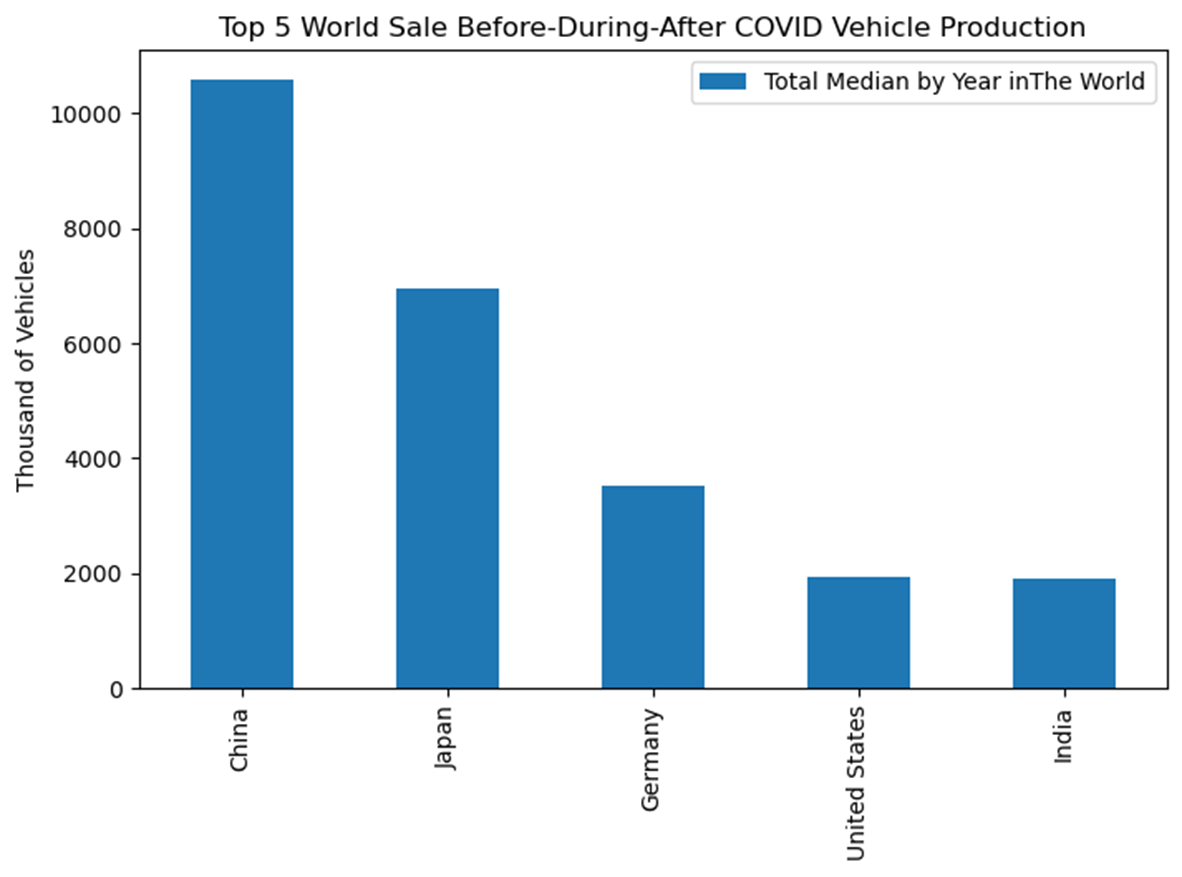 Top 5 World Sale Before-During-After COVID Vehicle Production
Total Median by Year inThe World
Thousand of Vehicles
10000
8000
6000
4000
2000
0
China
Japan
Germany
United States
India